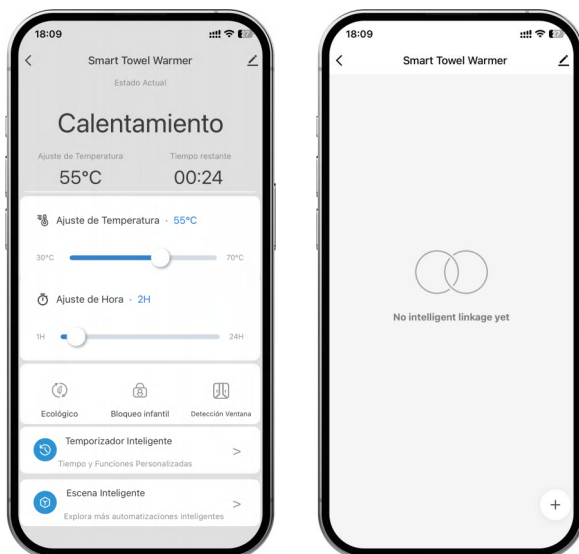 18:09
Smart Towel Warmer
Estado Actual
Calentamiento
Ajuste de Temperatura
Tiempo restante
55°C
00:24
Ajuste de Temperatura · 55°C
30°C
70°C
Ajuste de Hora · 2H
1H
24H
Ecológico
Bloqueo infantil
Detección Ventana
Temporizador Inteligente
>
Tiempo y Funciones Personalizadas
Escena Inteligente
>
Explora más automatizaciones inteligentes
18:09
Smart Towel Warmer
No intelligent linkage yet
+